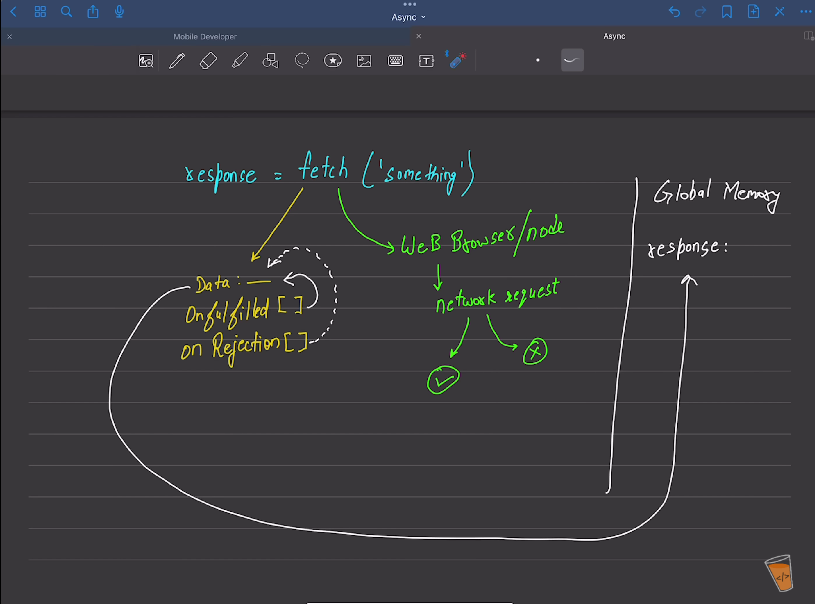 Async
Mobile Developer
Async
response = fetch ('something')
Global Memory
response:
Web Browser/node
network request
Data: —
Onfulfilled [ ]
on Rejection [ ]